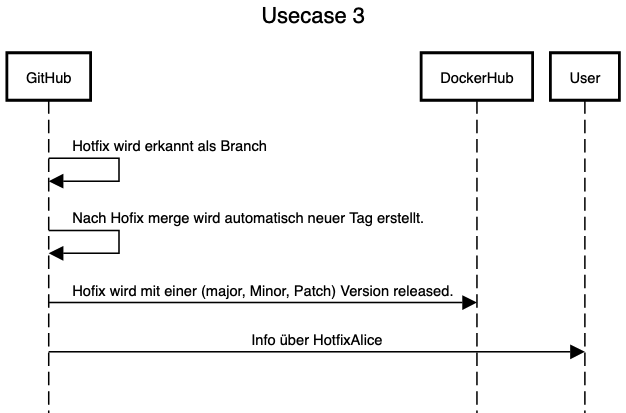 Usecase 3
GitHub
DockerHub
User
Hotfix wird erkannt als Branch
Nach Hofix merge wird automatisch neuer Tag erstellt.
Hofix wird mit einer (major, Minor, Patch) Version released.
Info über HotfixAlice